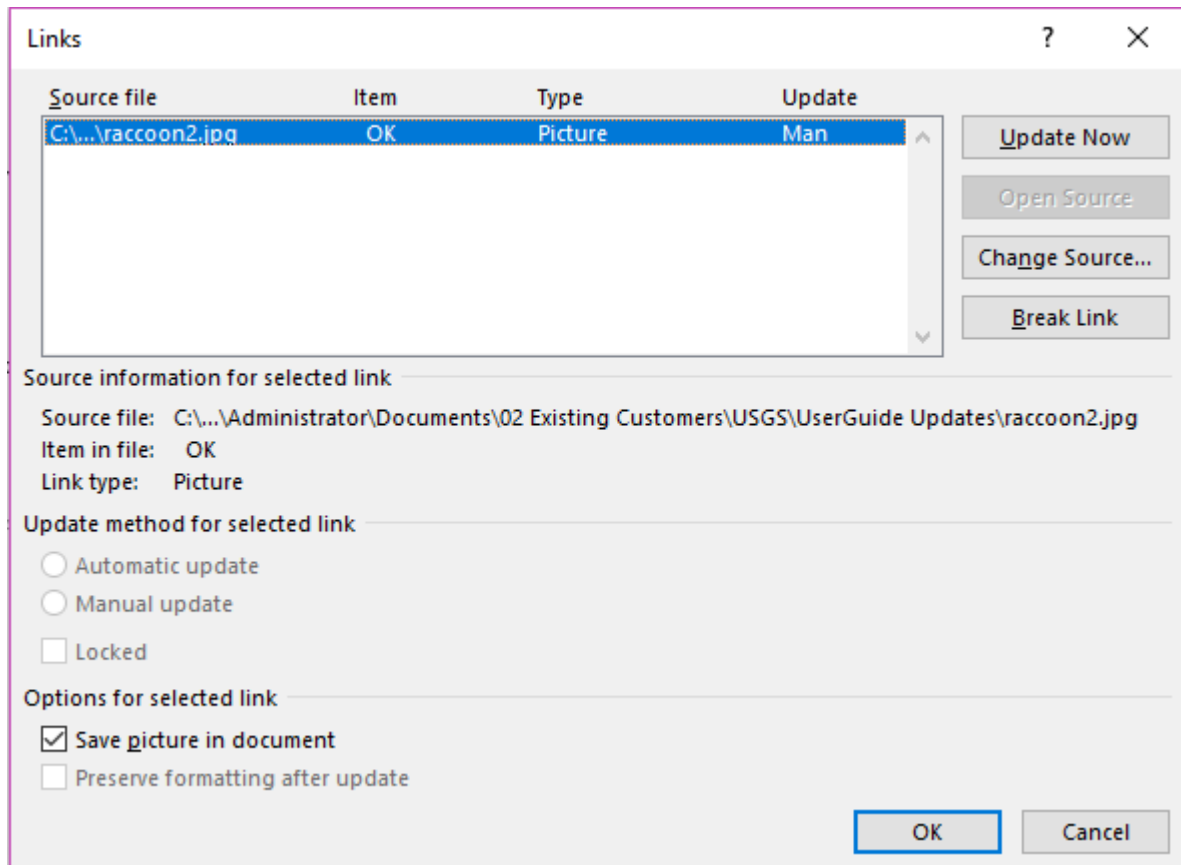 Links
Source file Item Type Update
C:\...\raccoon2.jpg OK Picture Man
Update Now
Open Source
Change Source...
Break Link
Source information for selected link
Source file: C:\...\Administrator\Documents\02 Existing Customers\USGS\UserGuide Updates\raccoon2.jpg
Item in file: OK
Link type: Picture
Update method for selected link
Automatic update
Manual update
Locked
Options for selected link
Save picture in document
Preserve formatting after update
OK Cancel